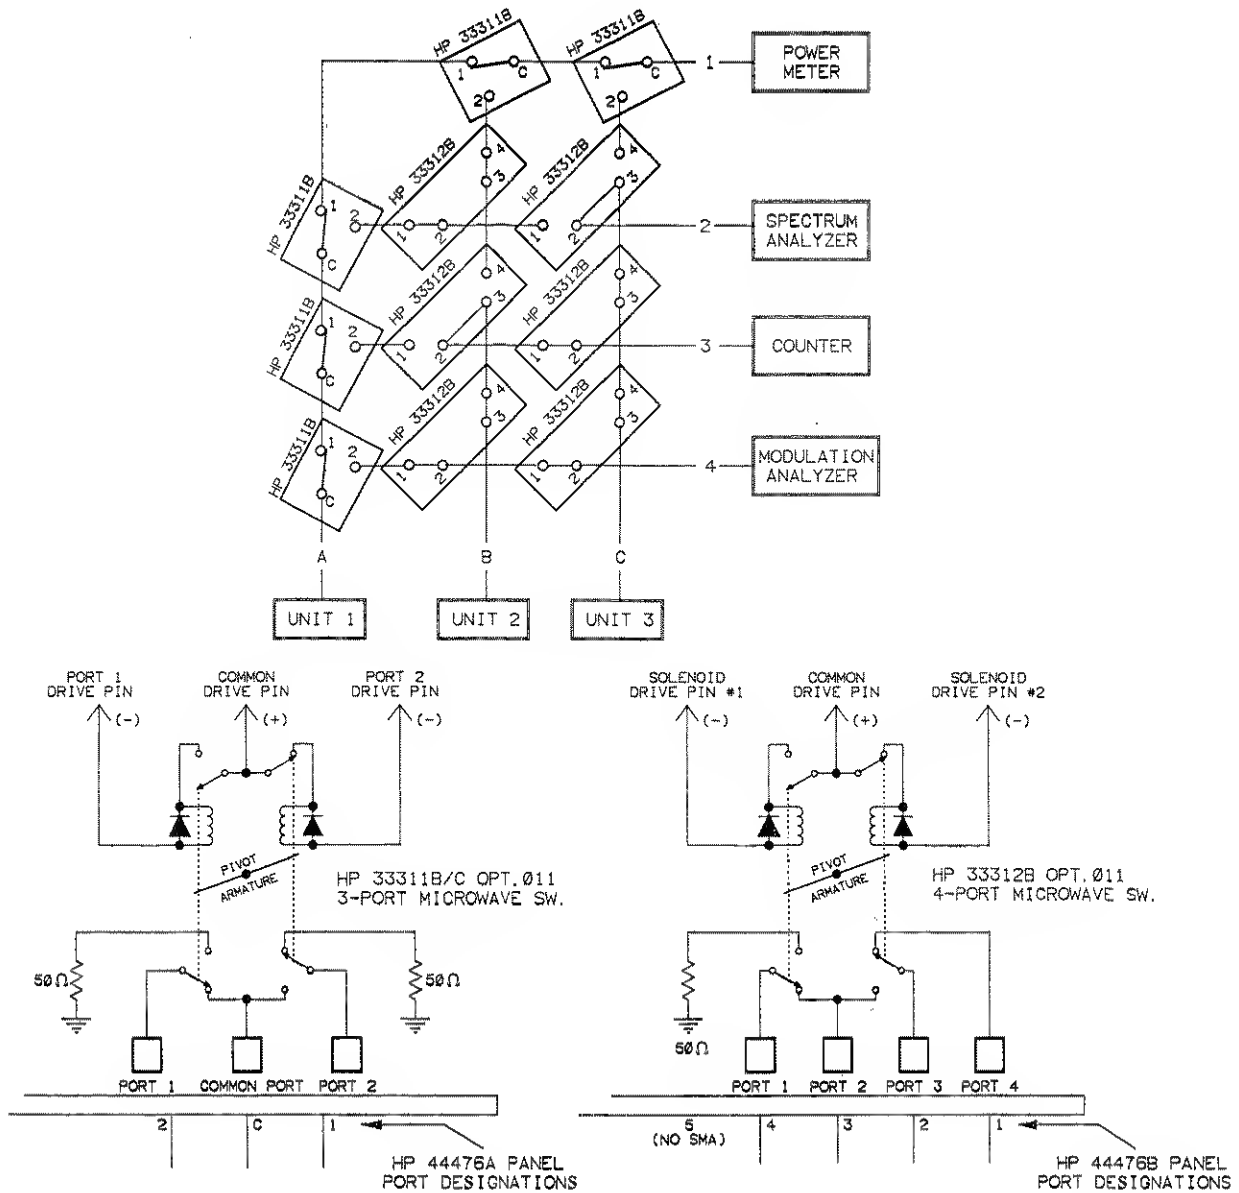 HP 33311B
HP 33311B
1
C
2
1
C
2
1
POWER
METER
HP 33312B
4
3
1
2
HP 33312B
4
3
1
2
HP 33311B
1
2
C
2
SPECTRUM
ANALYZER
HP 33312B
4
3
1
2
HP 33312B
4
3
1
2
HP 33311B
1
2
C
3
COUNTER
HP 33312B
4
3
1
2
HP 33312B
4
3
1
2
HP 33311B
1
2
C
4
MODULATION
ANALYZER
A
B
C
UNIT 1
UNIT 2
UNIT 3
PORT 1
DRIVE PIN
(-)
COMMON
DRIVE PIN
(+)
PORT 2
DRIVE PIN
(-)
PIVOT
ARMATURE
HP 33311B/C OPT.011
3-PORT MICROWAVE SW.
50Ω
50Ω
PORT 1
COMMON PORT
PORT 2
2
C
1
HP 44476A PANEL
PORT DESIGNATIONS
SOLENOID
DRIVE PIN #1
(-)
COMMON
DRIVE PIN
(+)
SOLENOID
DRIVE PIN #2
(-)
PIVOT
ARMATURE
HP 33312B OPT.011
4-PORT MICROWAVE SW.
50Ω
PORT 1
PORT 2
PORT 3
PORT 4
5
(NO SMA)
4
3
2
1
HP 44476B PANEL
PORT DESIGNATIONS